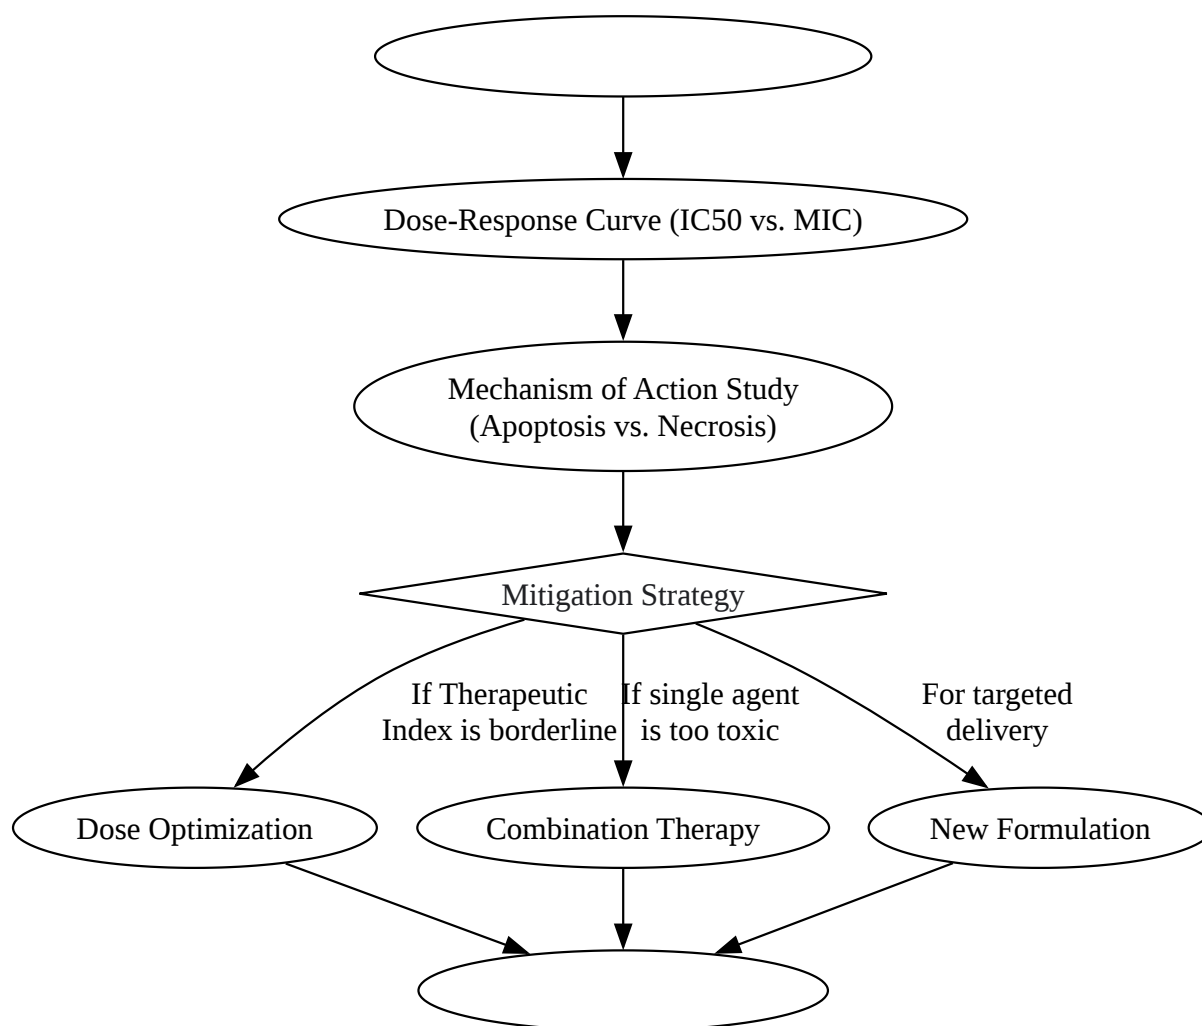 Dose-Response Curve (IC50 vs. MIC)
Mechanism of Action Study
(Apoptosis vs. Necrosis)
Mitigation Strategy
If Therapeutic
Index is borderline
If single agent
is too toxic
For targeted
delivery
Dose Optimization
Combination Therapy
New Formulation